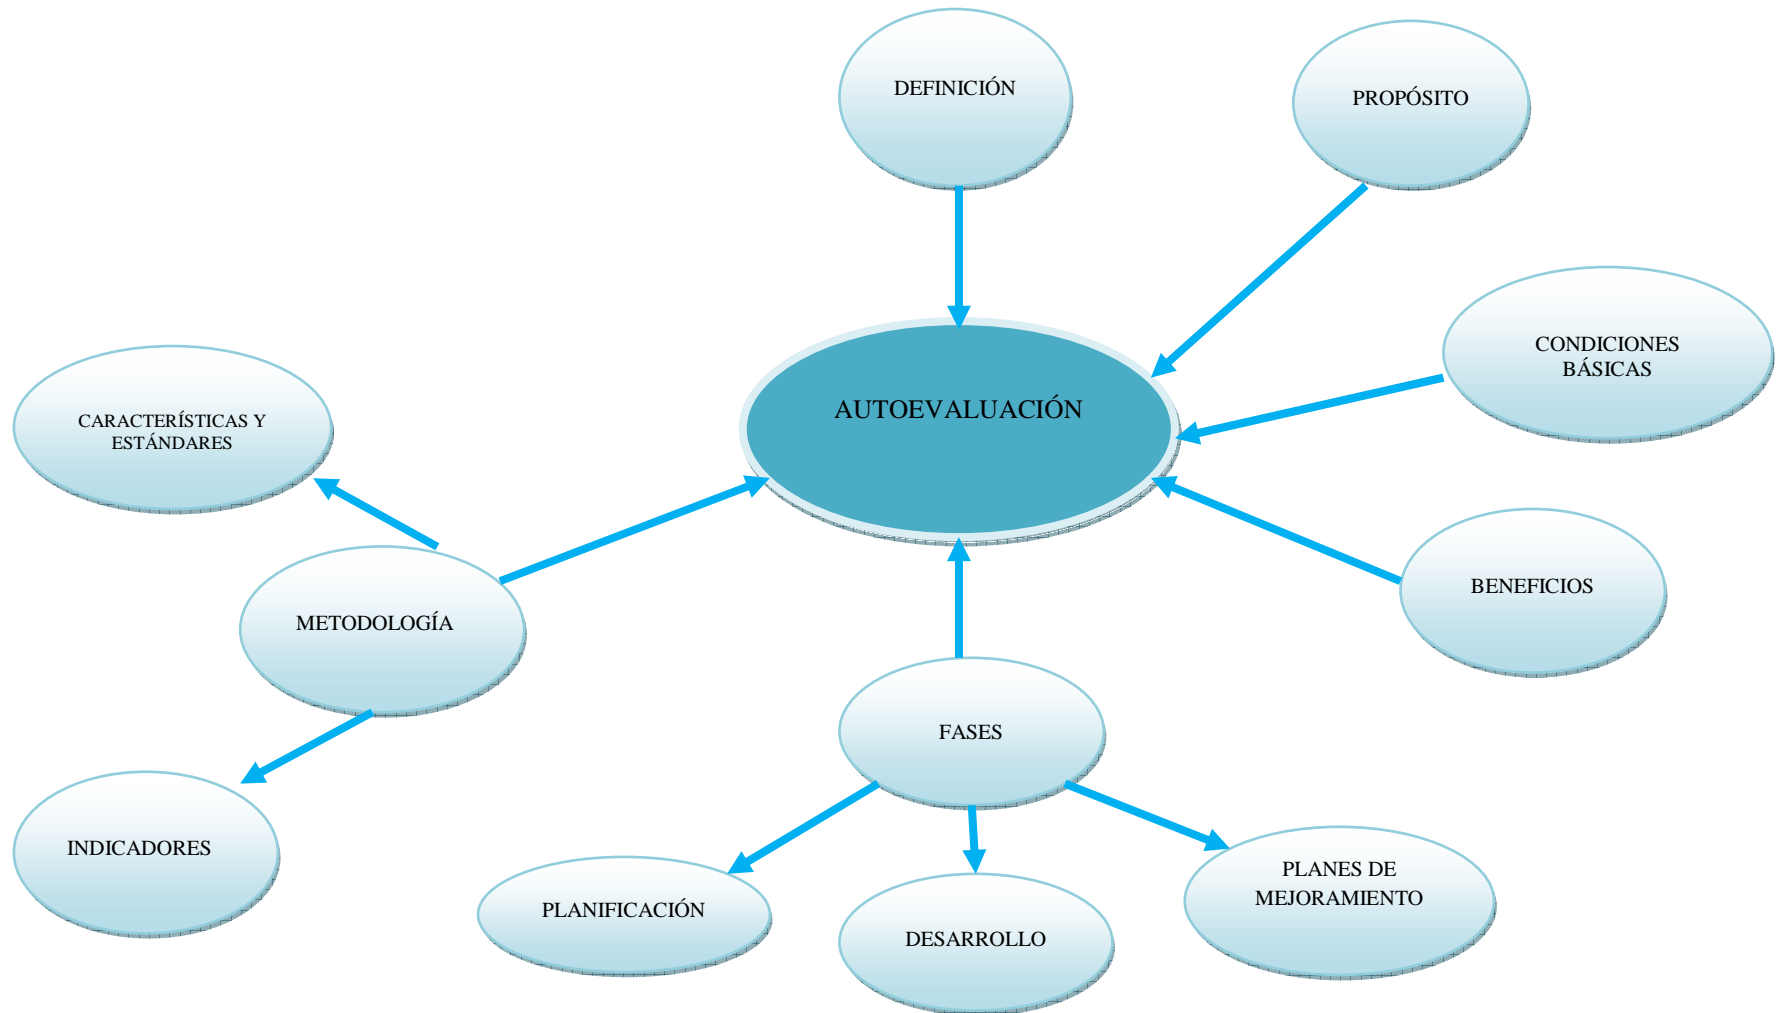 DEFINICIÓN
PROPÓSITO
CONDICIONES
BÁSICAS
AUTOEVALUACIÓN
CARACTERÍSTICAS Y
ESTÁNDARES
BENEFICIOS
METODOLOGÍA
FASES
INDICADORES
PLANIFICACIÓN
DESARROLLO
PLANES DE
MEJORAMIENTO